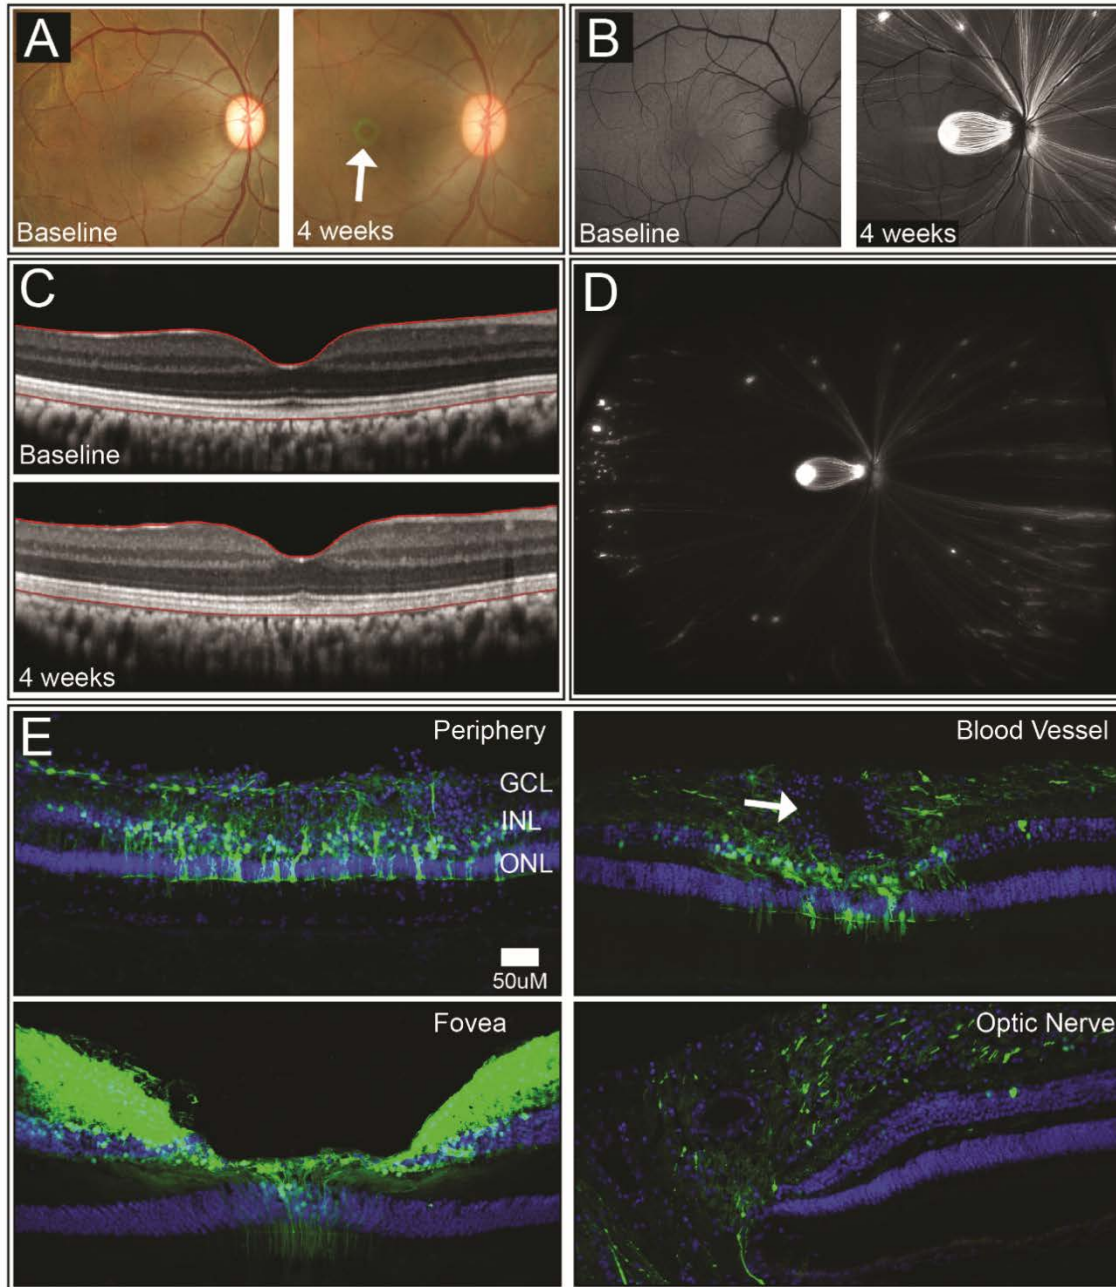 A
Baseline
4 weeks
B
Baseline
4 weeks
C
Baseline
4 weeks
D
E
Periphery
GCL
INL
ONL
50uM
Blood Vessel
Fovea
Optic Nerve